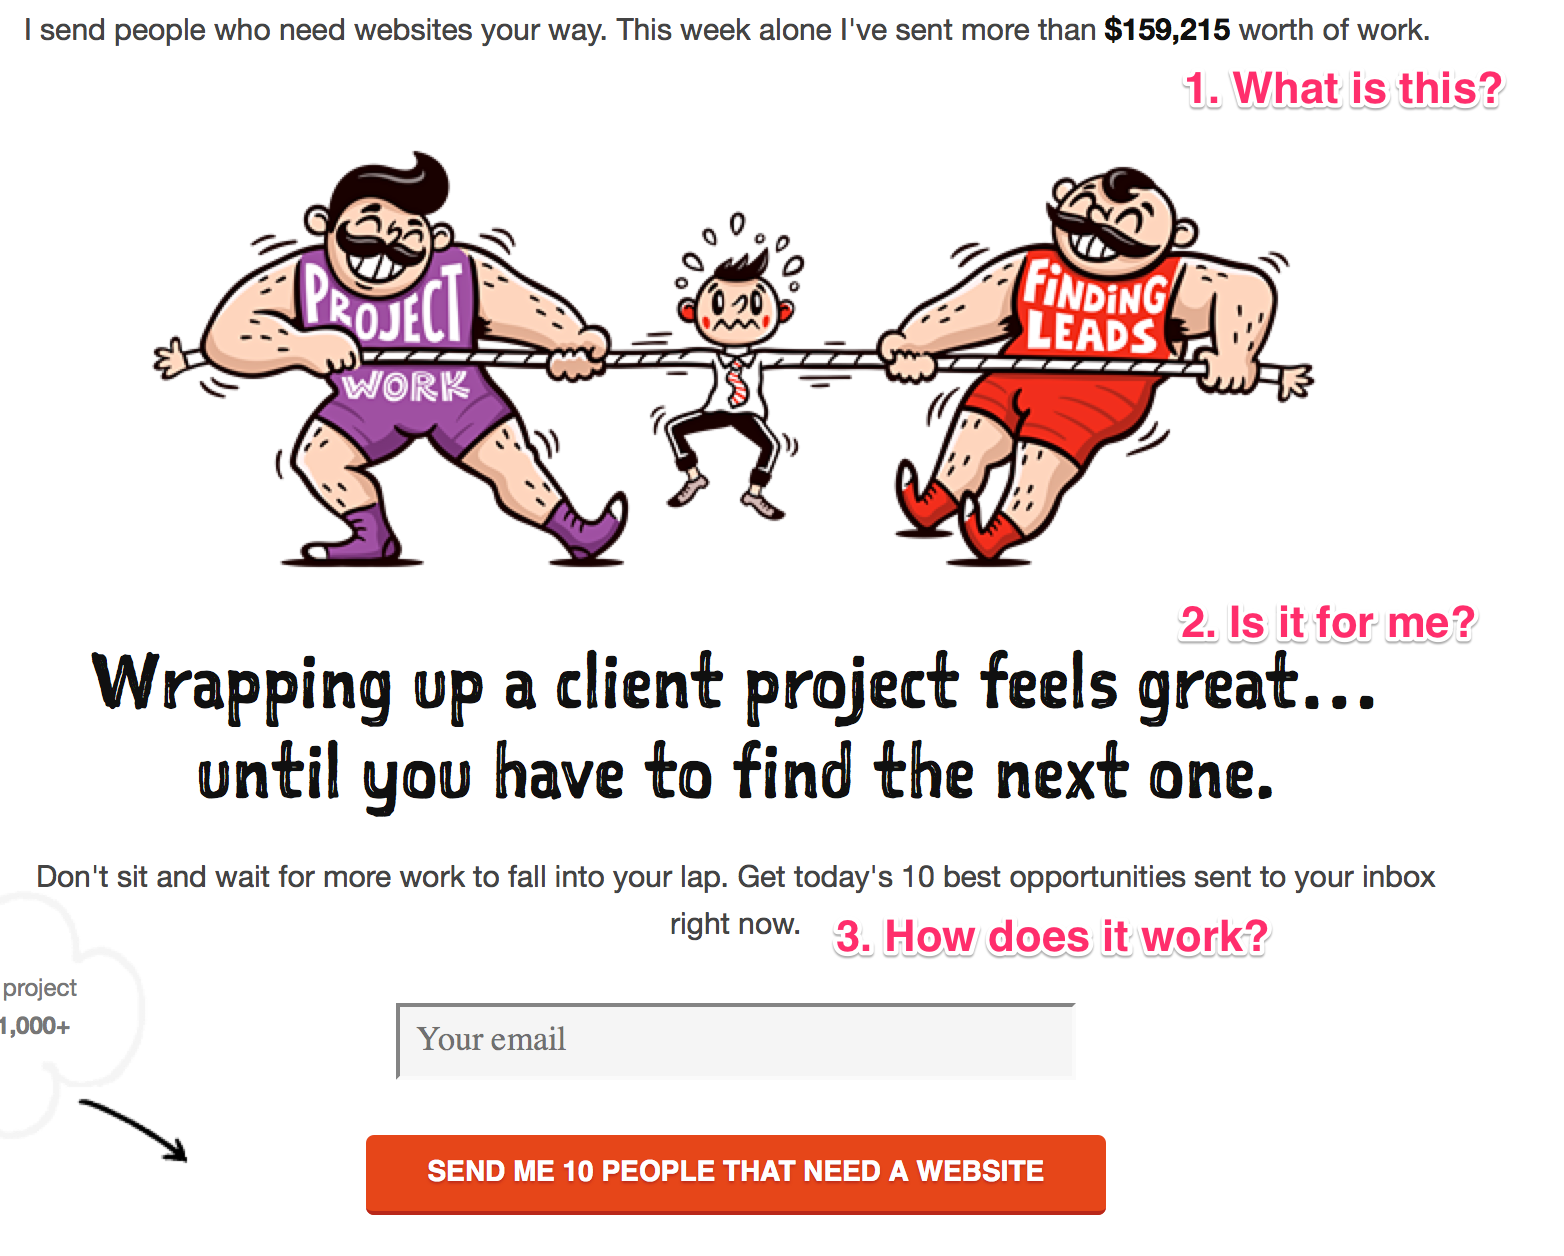 I send people who need websites your way. This week alone I've sent more than $159,215 worth of work.
1. What is this?
PROJECT
WORK
FINDING
LEADS
2. Is it for me?
Wrapping up a client project feels great...
until you have to find the next one.
Don't sit and wait for more work to fall into your lap. Get today's 10 best opportunities sent to your inbox
right now.
3. How does it work?
project
1,000+
Your email
SEND ME 10 PEOPLE THAT NEED A WEBSITE